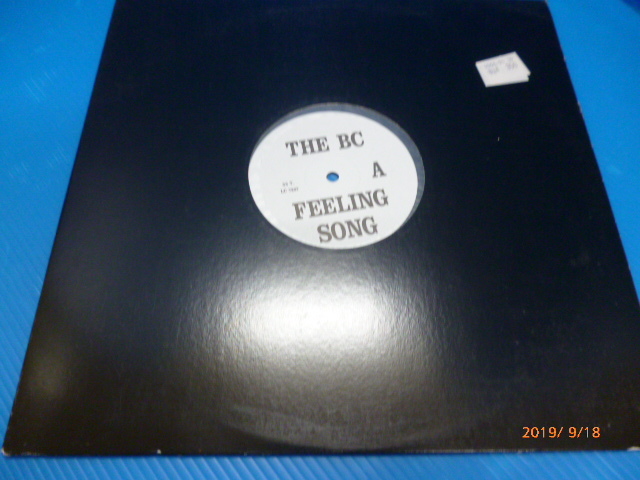 THE BC
A
FEELING
SONG
2019/ 9/18